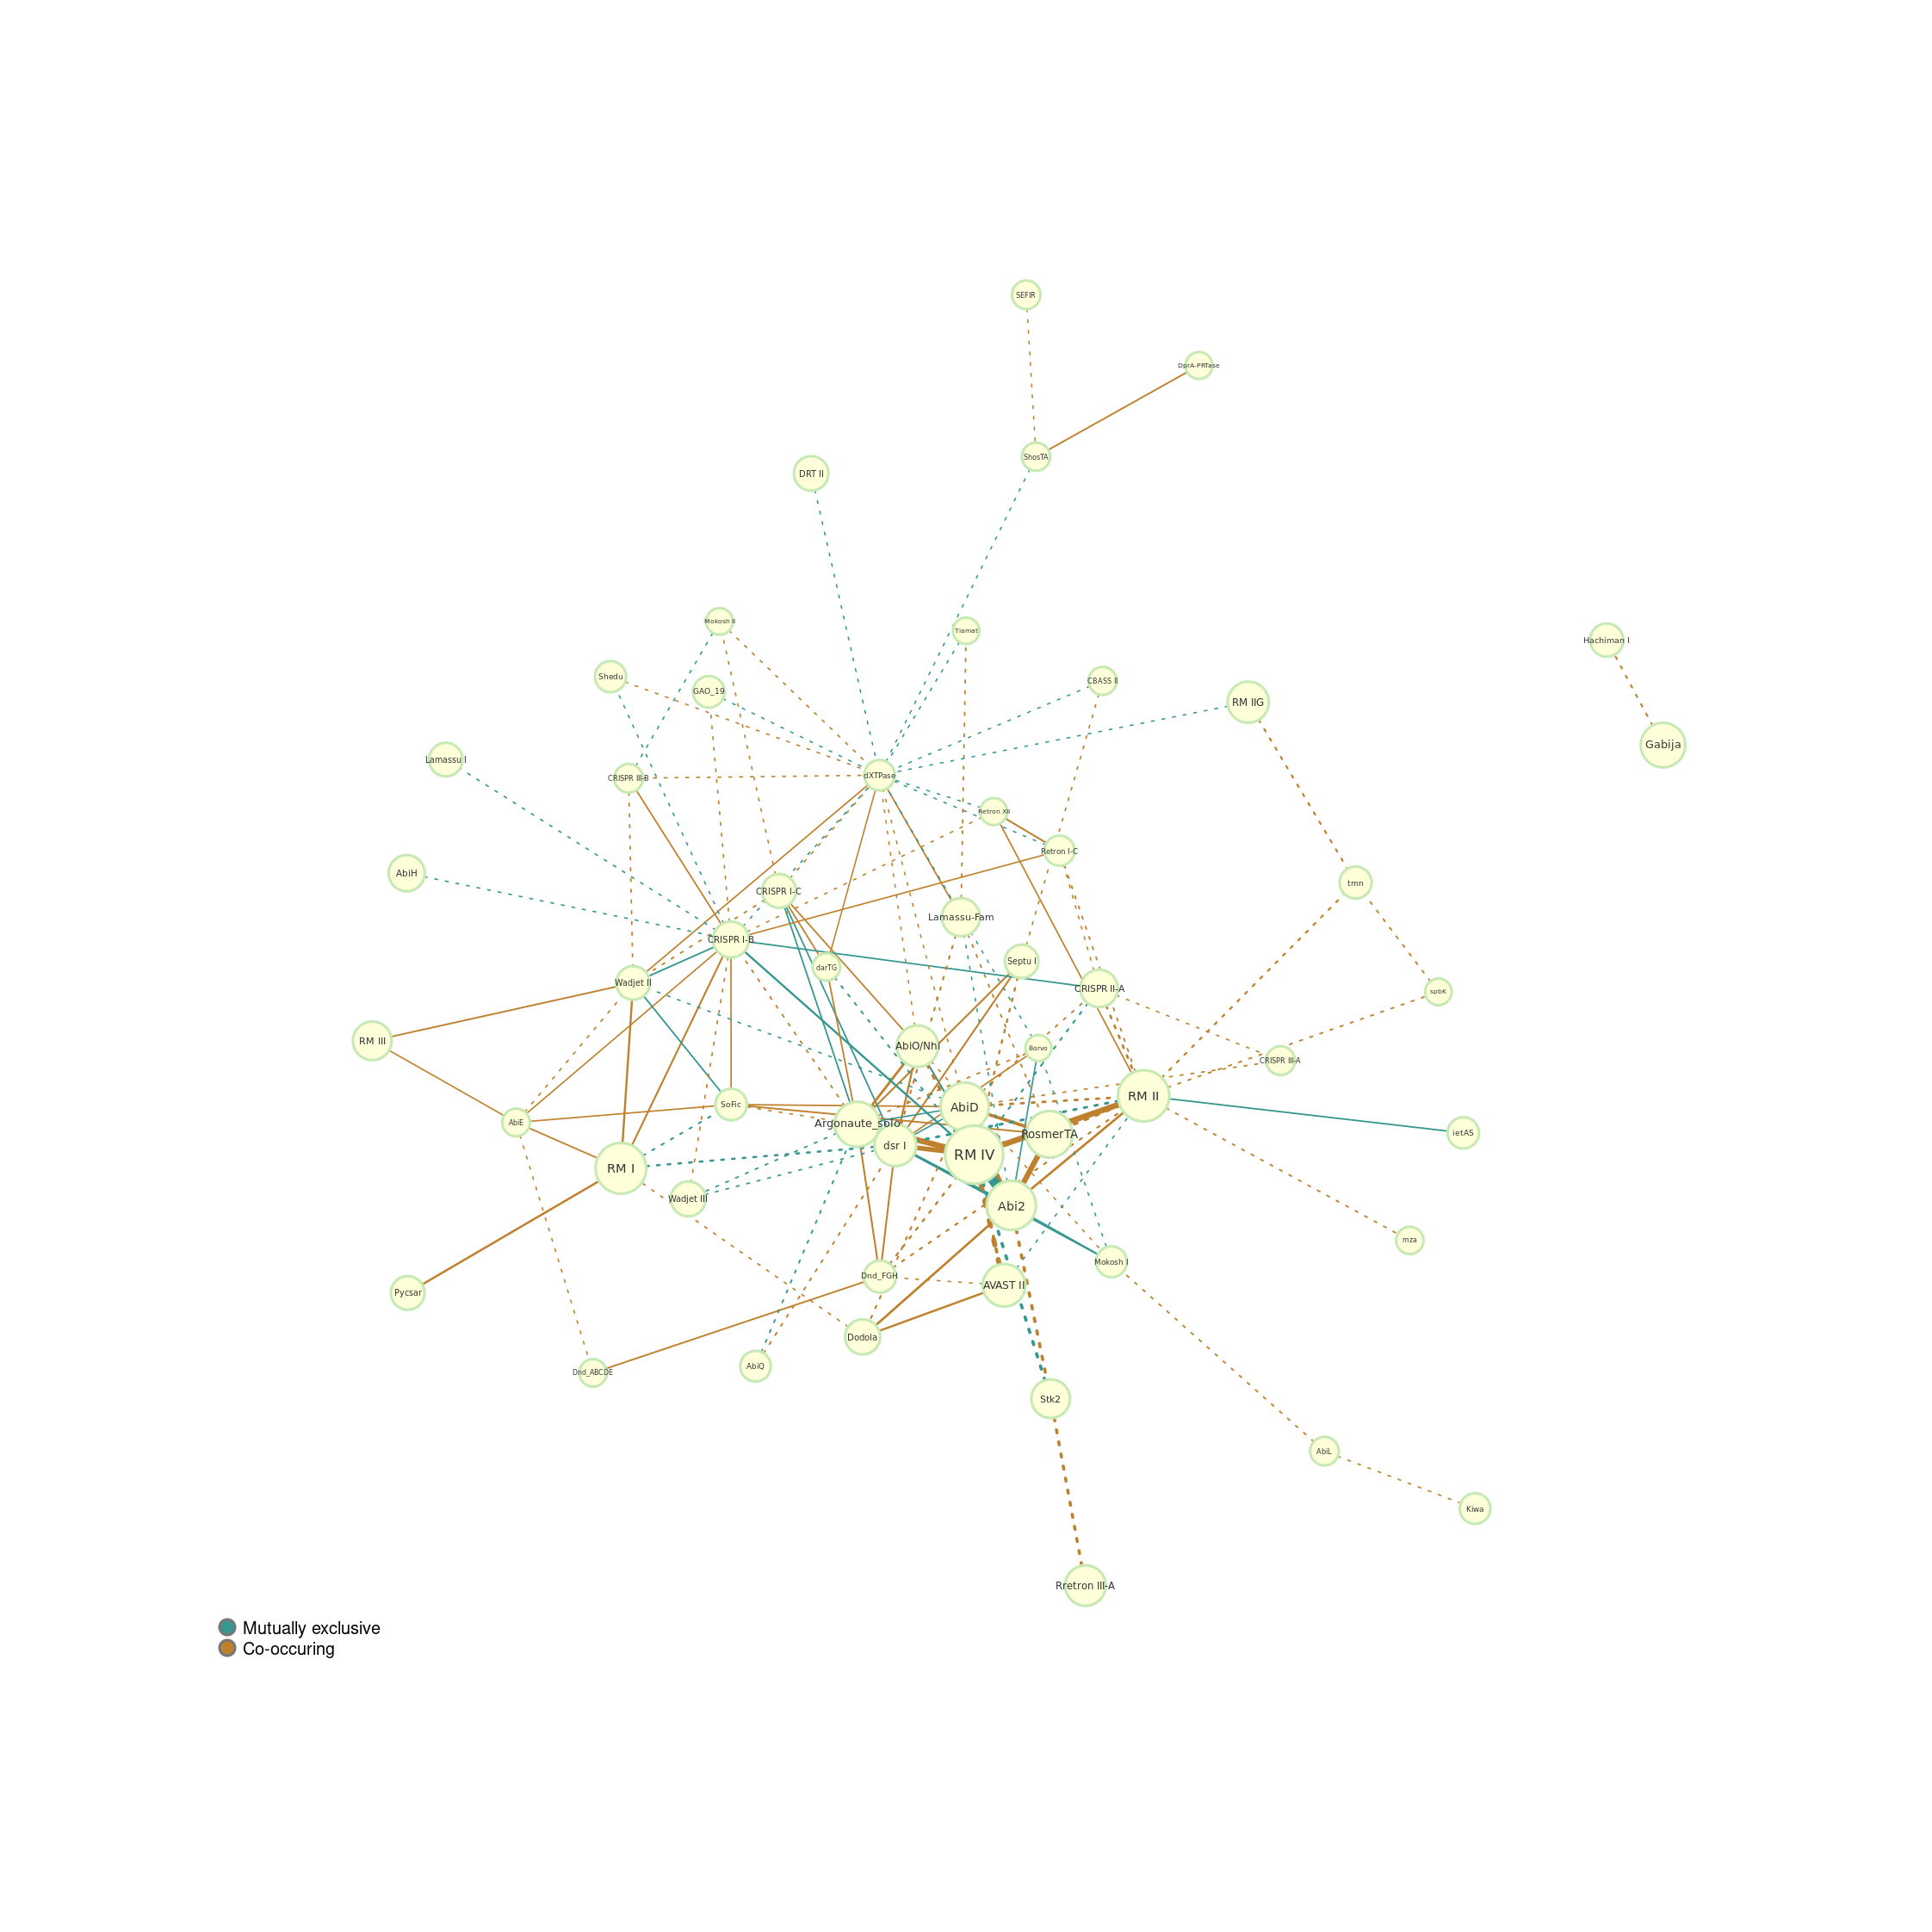 SEFIR
DprA-PRTase
ShosTA
DRT II
Mokosh II
Tiamat
Hachiman I
Shedu
CBASS II
GAO_19
RM IIG
Gabija
Lamassu I
CRISPR III-B
dXTPase
Retron XII
Retron I-C
AbiH
CRISPR I-C
tmn
Lamassu-Fam
CRISPR I-B
Septu I
darTG
Wadjet II
CRISPR II-A
spbK
RM III
AbiO/NhI
Borvo
CRISPR III-A
RM II
SoFic
AbiD
AbiE
Argonaute_solo
RosmerTA
ietAS
dsr I
RM IV
RM I
Wadjet III
Abi2
mza
Mokosh I
Dnd_FGH
AVAST II
Pycsar
Dodola
AbiQ
Dnd_ABCDE
Stk2
AbiL
Kiwa
Rretron III-A
Mutually exclusive
Co-occuring